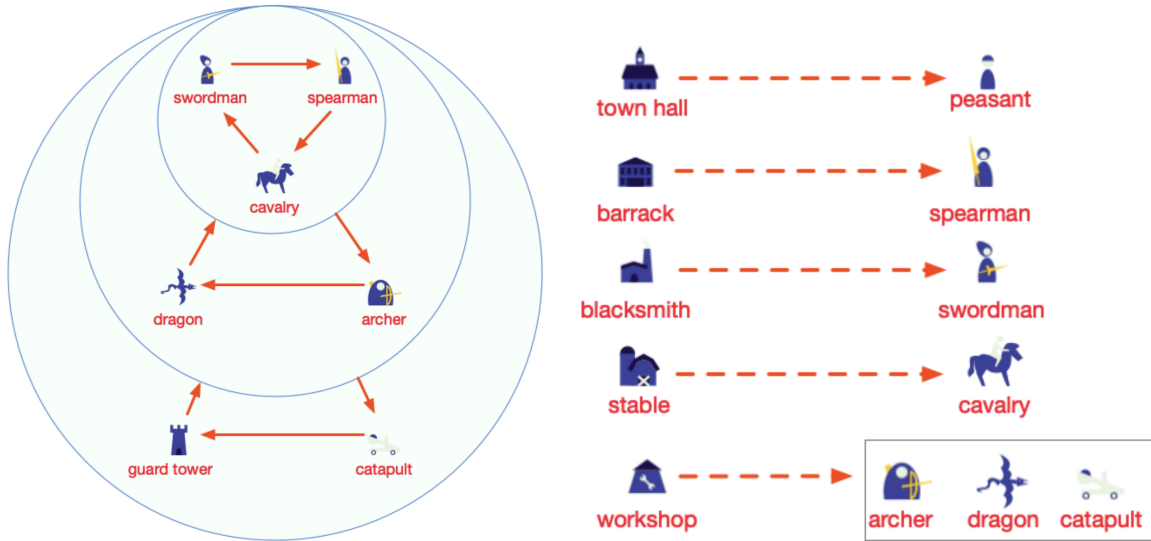 swordman
spearman
cavalry
dragon
archer
guard tower
catapult
town hall
peasant
barrack
spearman
blacksmith
swordman
stable
cavalry
workshop
archer
dragon
catapult